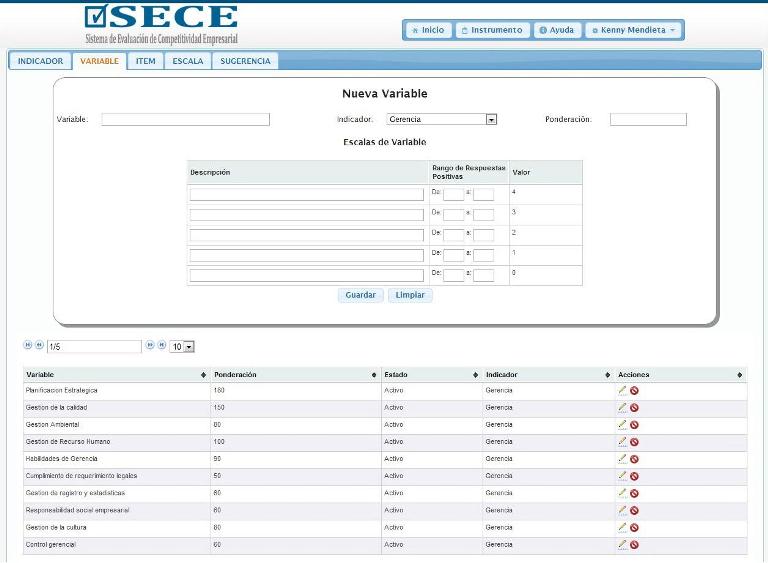 SECE
Sistema de Evaluación de Competitividad Empresarial
Inicio Instrumento Ayuda Kenny Mendieta
INDICADOR VARIABLE ITEM ESCALA SUGERENCIA
Nueva Variable
Variable: Indicador: Gerencia Ponderación:
Escalas de Variable
Descripción Rango de Respuestas Positivas Valor
De: a: 4
De: a: 3
De: a: 2
De: a: 1
De: a: 0
Guardar Limpiar
1/5 10
Variable Ponderación Estado Indicador Acciones
Planificacion Estrategica 180 Activo Gerencia
Gestion de la calidad 150 Activo Gerencia
Gestion Ambiental 80 Activo Gerencia
Gestion de Recurso Humano 100 Activo Gerencia
Habilidades de Gerencia 90 Activo Gerencia
Cumplimiento de requerimiento legales 50 Activo Gerencia
Gestion de registro y estadisticas 60 Activo Gerencia
Responsabilidad social empresarial 60 Activo Gerencia
Gestion de la cultura 80 Activo Gerencia
Control gerencial 60 Activo Gerencia